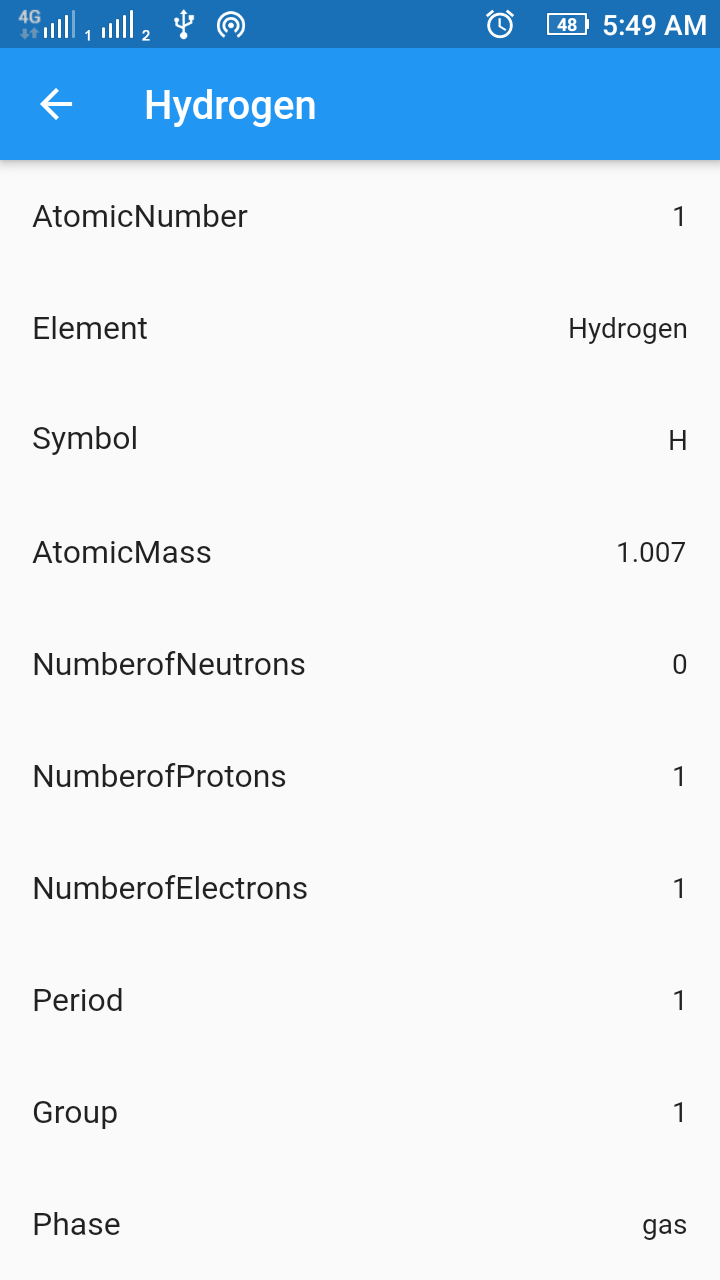 4G 1 2 48 5:49 AM
Hydrogen
AtomicNumber 1
Element Hydrogen
Symbol H
AtomicMass 1.007
NumberofNeutrons 0
NumberofProtons 1
NumberofElectrons 1
Period 1
Group 1
Phase gas